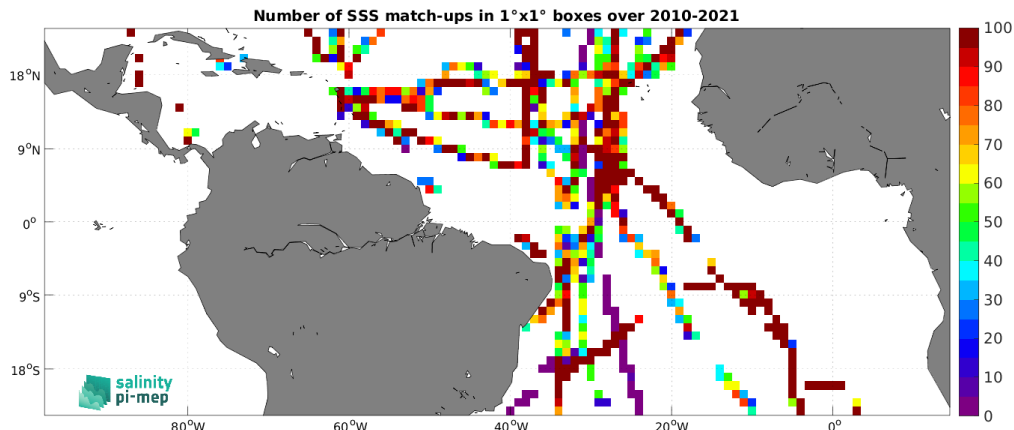 Number of SSS match-ups in 1°x1° boxes over 2010-2021
100
90
80
70
60
50
40
30
20
10
0
18°N
9°N
0°
9°S
18°S
80°W
60°W
40°W
20°W
0°
salinity
pi-mep